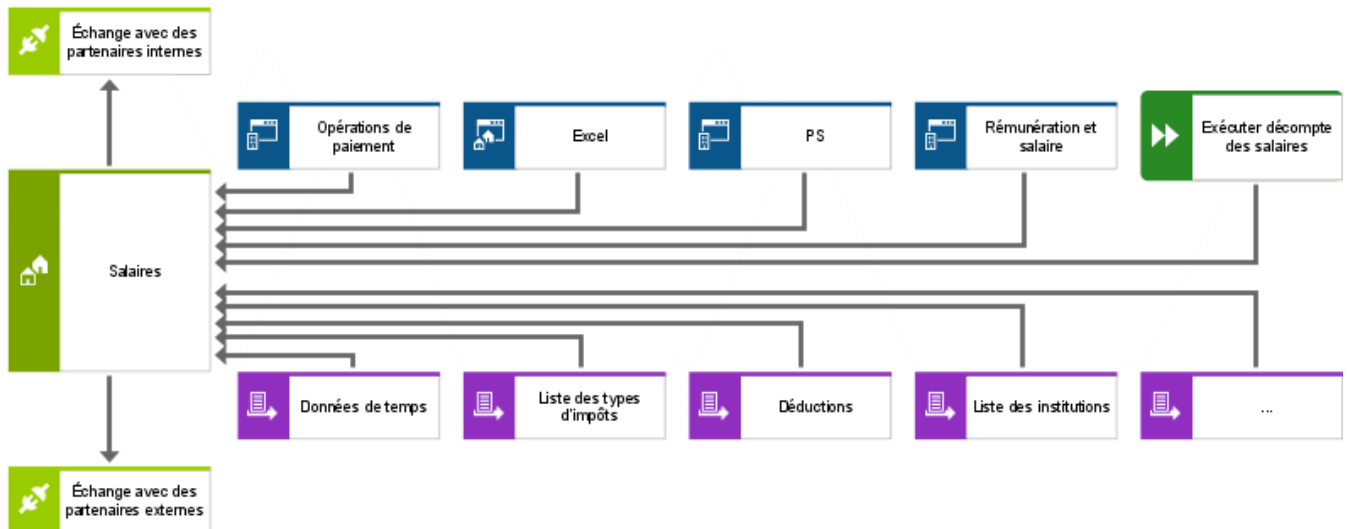 Échange avec des
partenaires internes
Opérations de
paiement
Excel
PS
Rémunération et
salaire
Exécuter décompte
des salaires
Salaires
Données de temps
Liste des types
d'impôts
Déductions
Liste des institutions
...
Échange avec des
partenaires externes